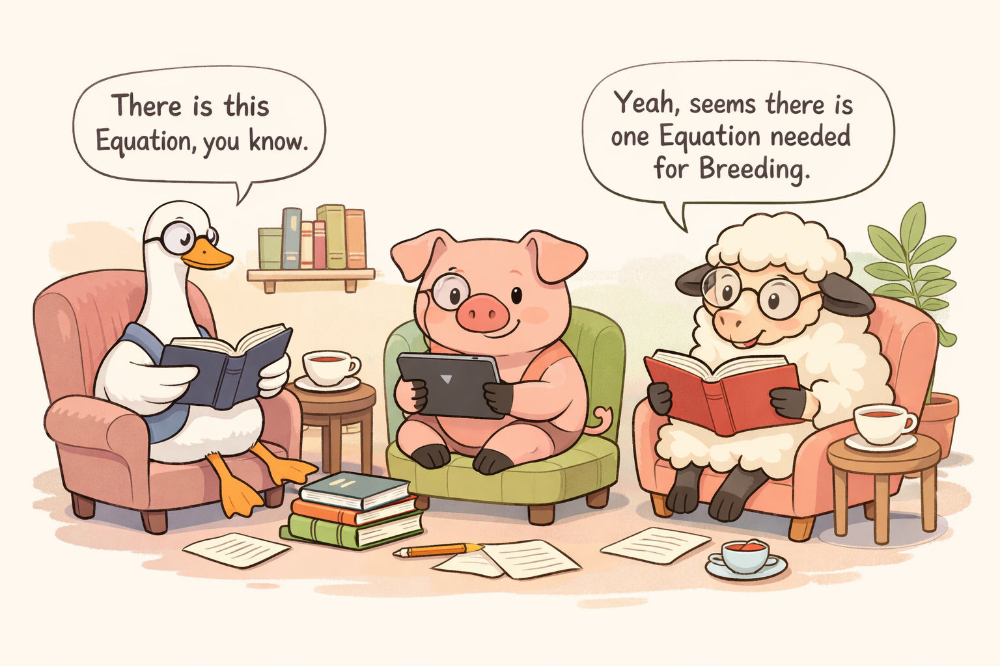 There is this
Equation, you know.
Yeah, seems there is
one Equation needed
for Breeding.